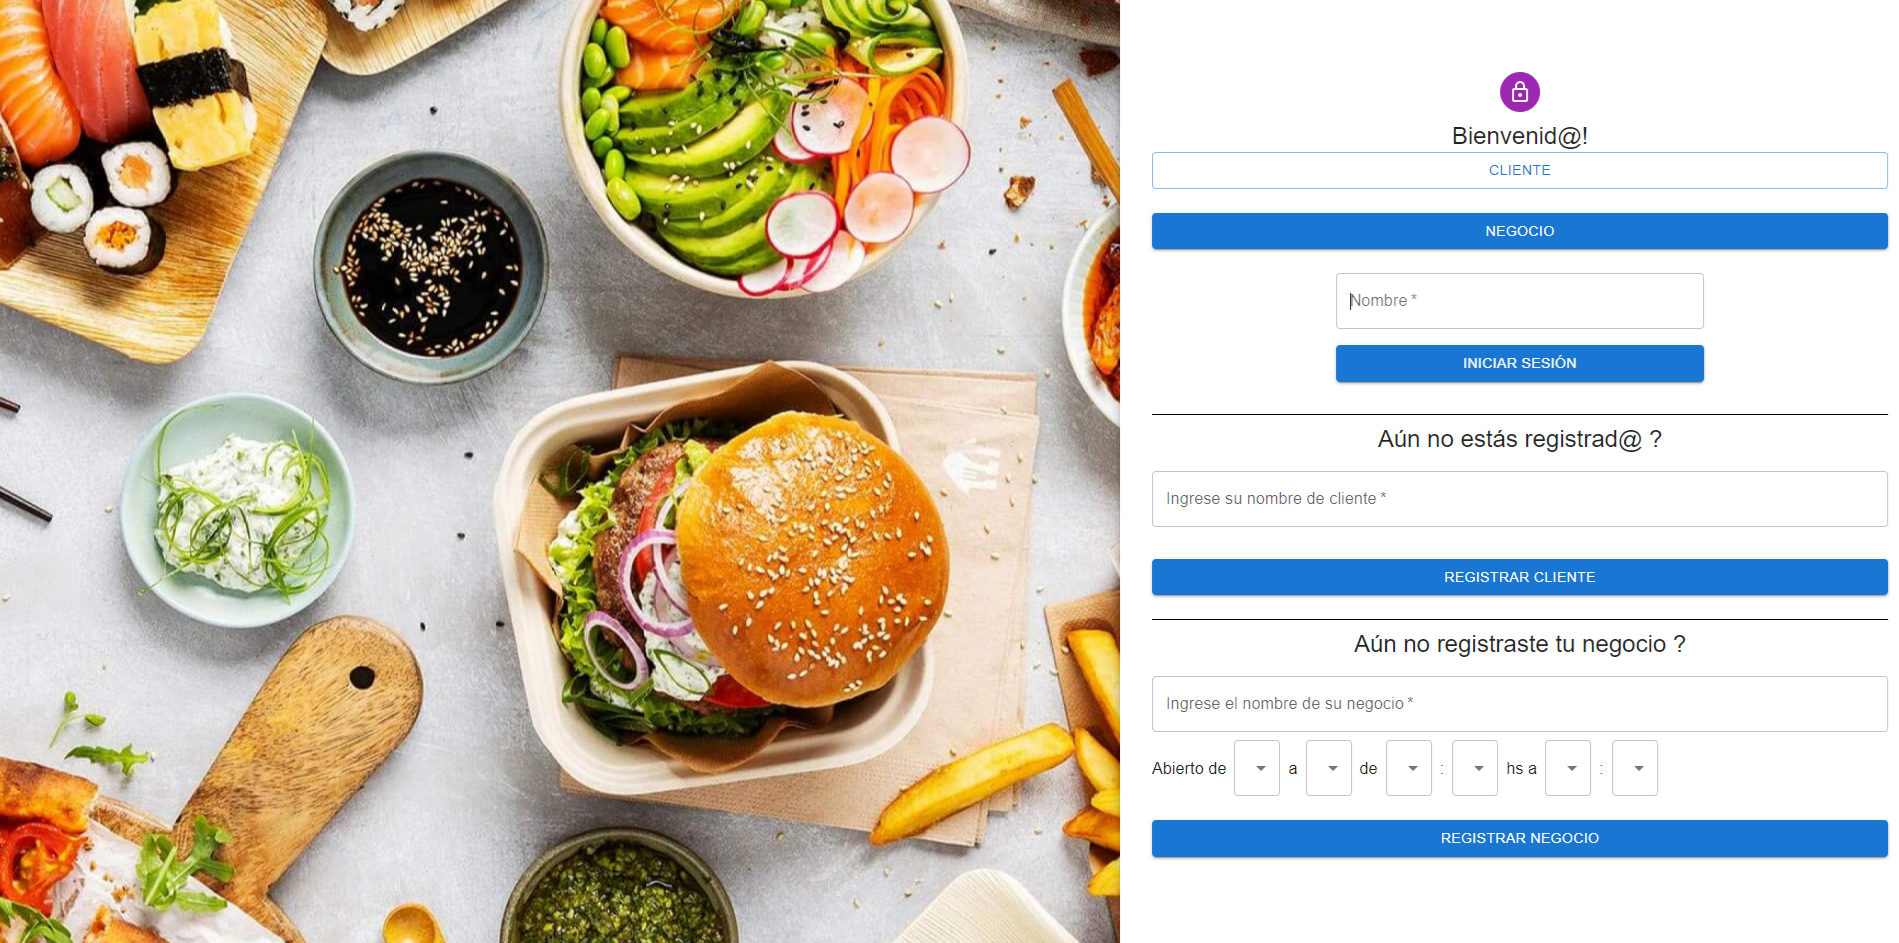 Bienvenid@!
CLIENTE
NEGOCIO
Nombre *
INICIAR SESIÓN
Aún no estás registrad@ ?
Ingrese su nombre de cliente *
REGISTRAR CLIENTE
Aún no registraste tu negocio ?
Ingrese el nombre de su negocio *
Abierto de a de : hs a :
REGISTRAR NEGOCIO